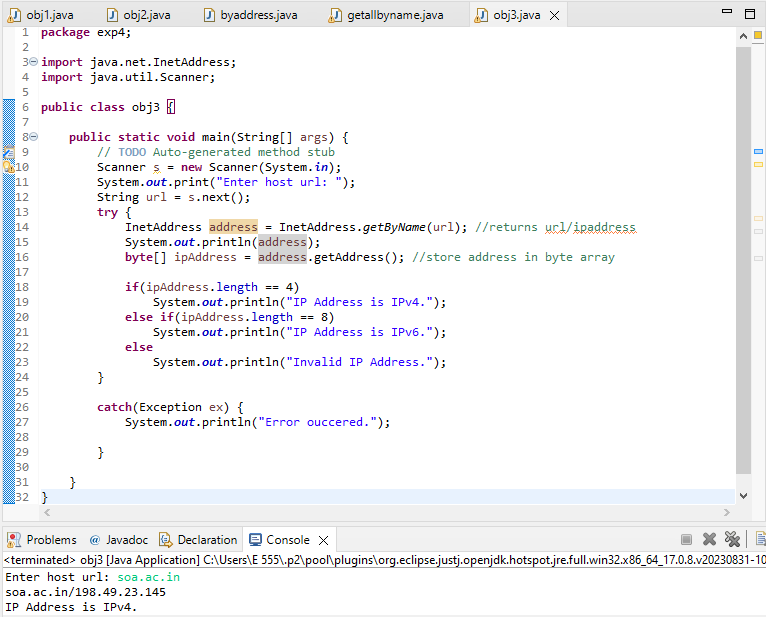 obj1.java obj2.java byaddress.java getallbyname.java obj3.java
1 package exp4;
2
3 import java.net.InetAddress;
4 import java.util.Scanner;
5
6 public class obj3 {
7
8     public static void main(String[] args) {
9         // TODO Auto-generated method stub
10         Scanner s = new Scanner(System.in);
11         System.out.print("Enter host url: ");
12         String url = s.next();
13         try {
14             InetAddress address = InetAddress.getByName(url); //returns url/ipaddress
15             System.out.println(address);
16             byte[] ipAddress = address.getAddress(); //store address in byte array
17
18             if(ipAddress.length == 4)
19                 System.out.println("IP Address is IPv4.");
20             else if(ipAddress.length == 8)
21                 System.out.println("IP Address is IPv6.");
22             else
23                 System.out.println("Invalid IP Address.");
24         }
25
26         catch(Exception ex) {
27             System.out.println("Error ouccered.");
28
29         }
30
31     }
32 }
Problems @ Javadoc Declaration Console
<terminated> obj3 [Java Application] C:\Users\E 555\.p2\pool\plugins\org.eclipse.justj.openjdk.hotspot.jre.full.win32.x86_64_17.0.8.v20230831-10
Enter host url: soa.ac.in
soa.ac.in/198.49.23.145
IP Address is IPv4.